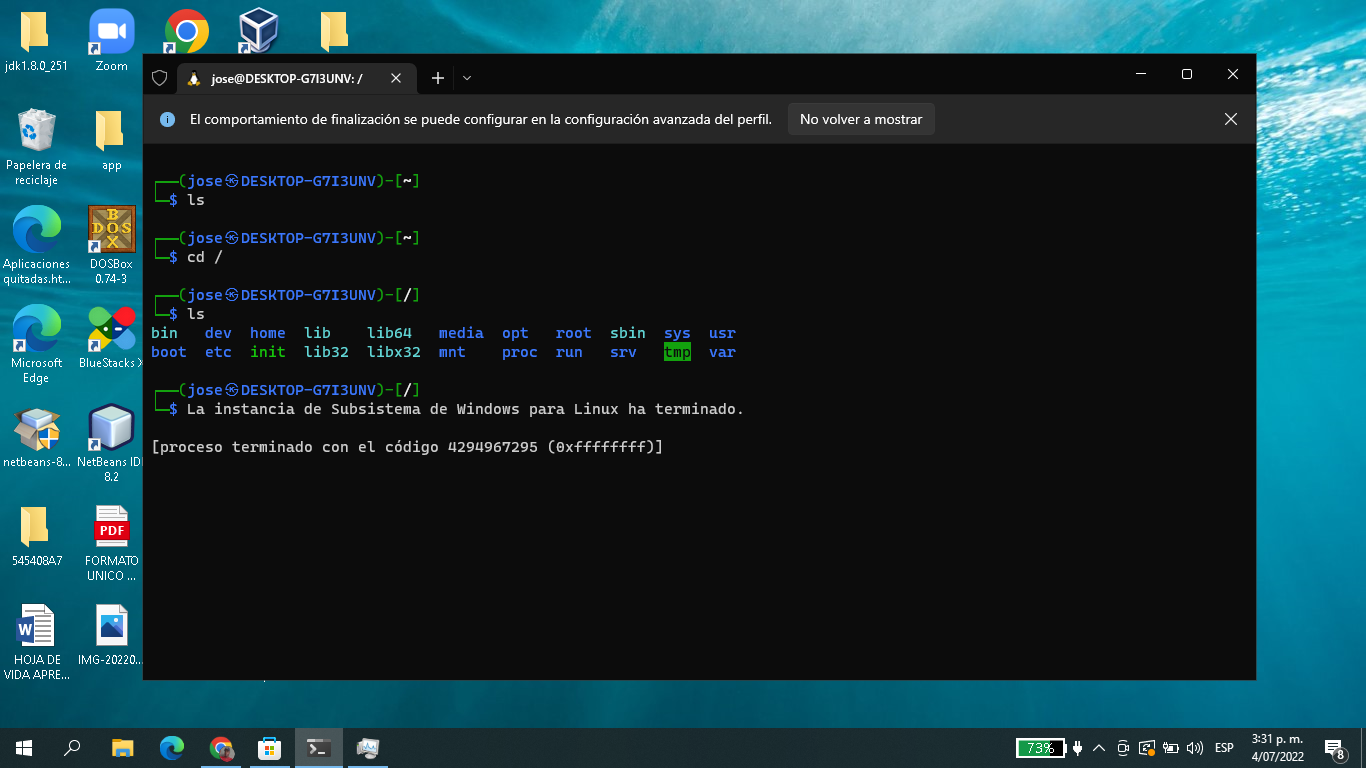 jdk1.8.0_251
Zoom
Papelera de
reciclaje
app
Aplicaciones
quitadas.ht...
DOSBox
0.74-3
Microsoft
Edge
BlueStacks X
netbeans-8...
NetBeans IDE
8.2
545408A7
PDF
FORMATO
UNICO ...
HOJA DE
VIDA APRE...
IMG-20220...
jose@DESKTOP-G7I3UNV: /
El comportamiento de finalización se puede configurar en la configuración avanzada del perfil.
No volver a mostrar
┌──(jose㉿DESKTOP-G7I3UNV)-[~]
└─$ ls
┌──(jose㉿DESKTOP-G7I3UNV)-[~]
└─$ cd /
┌──(jose㉿DESKTOP-G7I3UNV)-[/]
└─$ ls
bin dev home lib lib64 media opt root sbin sys usr
boot etc init lib32 libx32 mnt proc run srv tmp var
┌──(jose㉿DESKTOP-G7I3UNV)-[/]
└─$ La instancia de Subsistema de Windows para Linux ha terminado.
[proceso terminado con el código 4294967295 (0xffffffff)]
73%
ESP
3:31 p. m.
4/07/2022
8